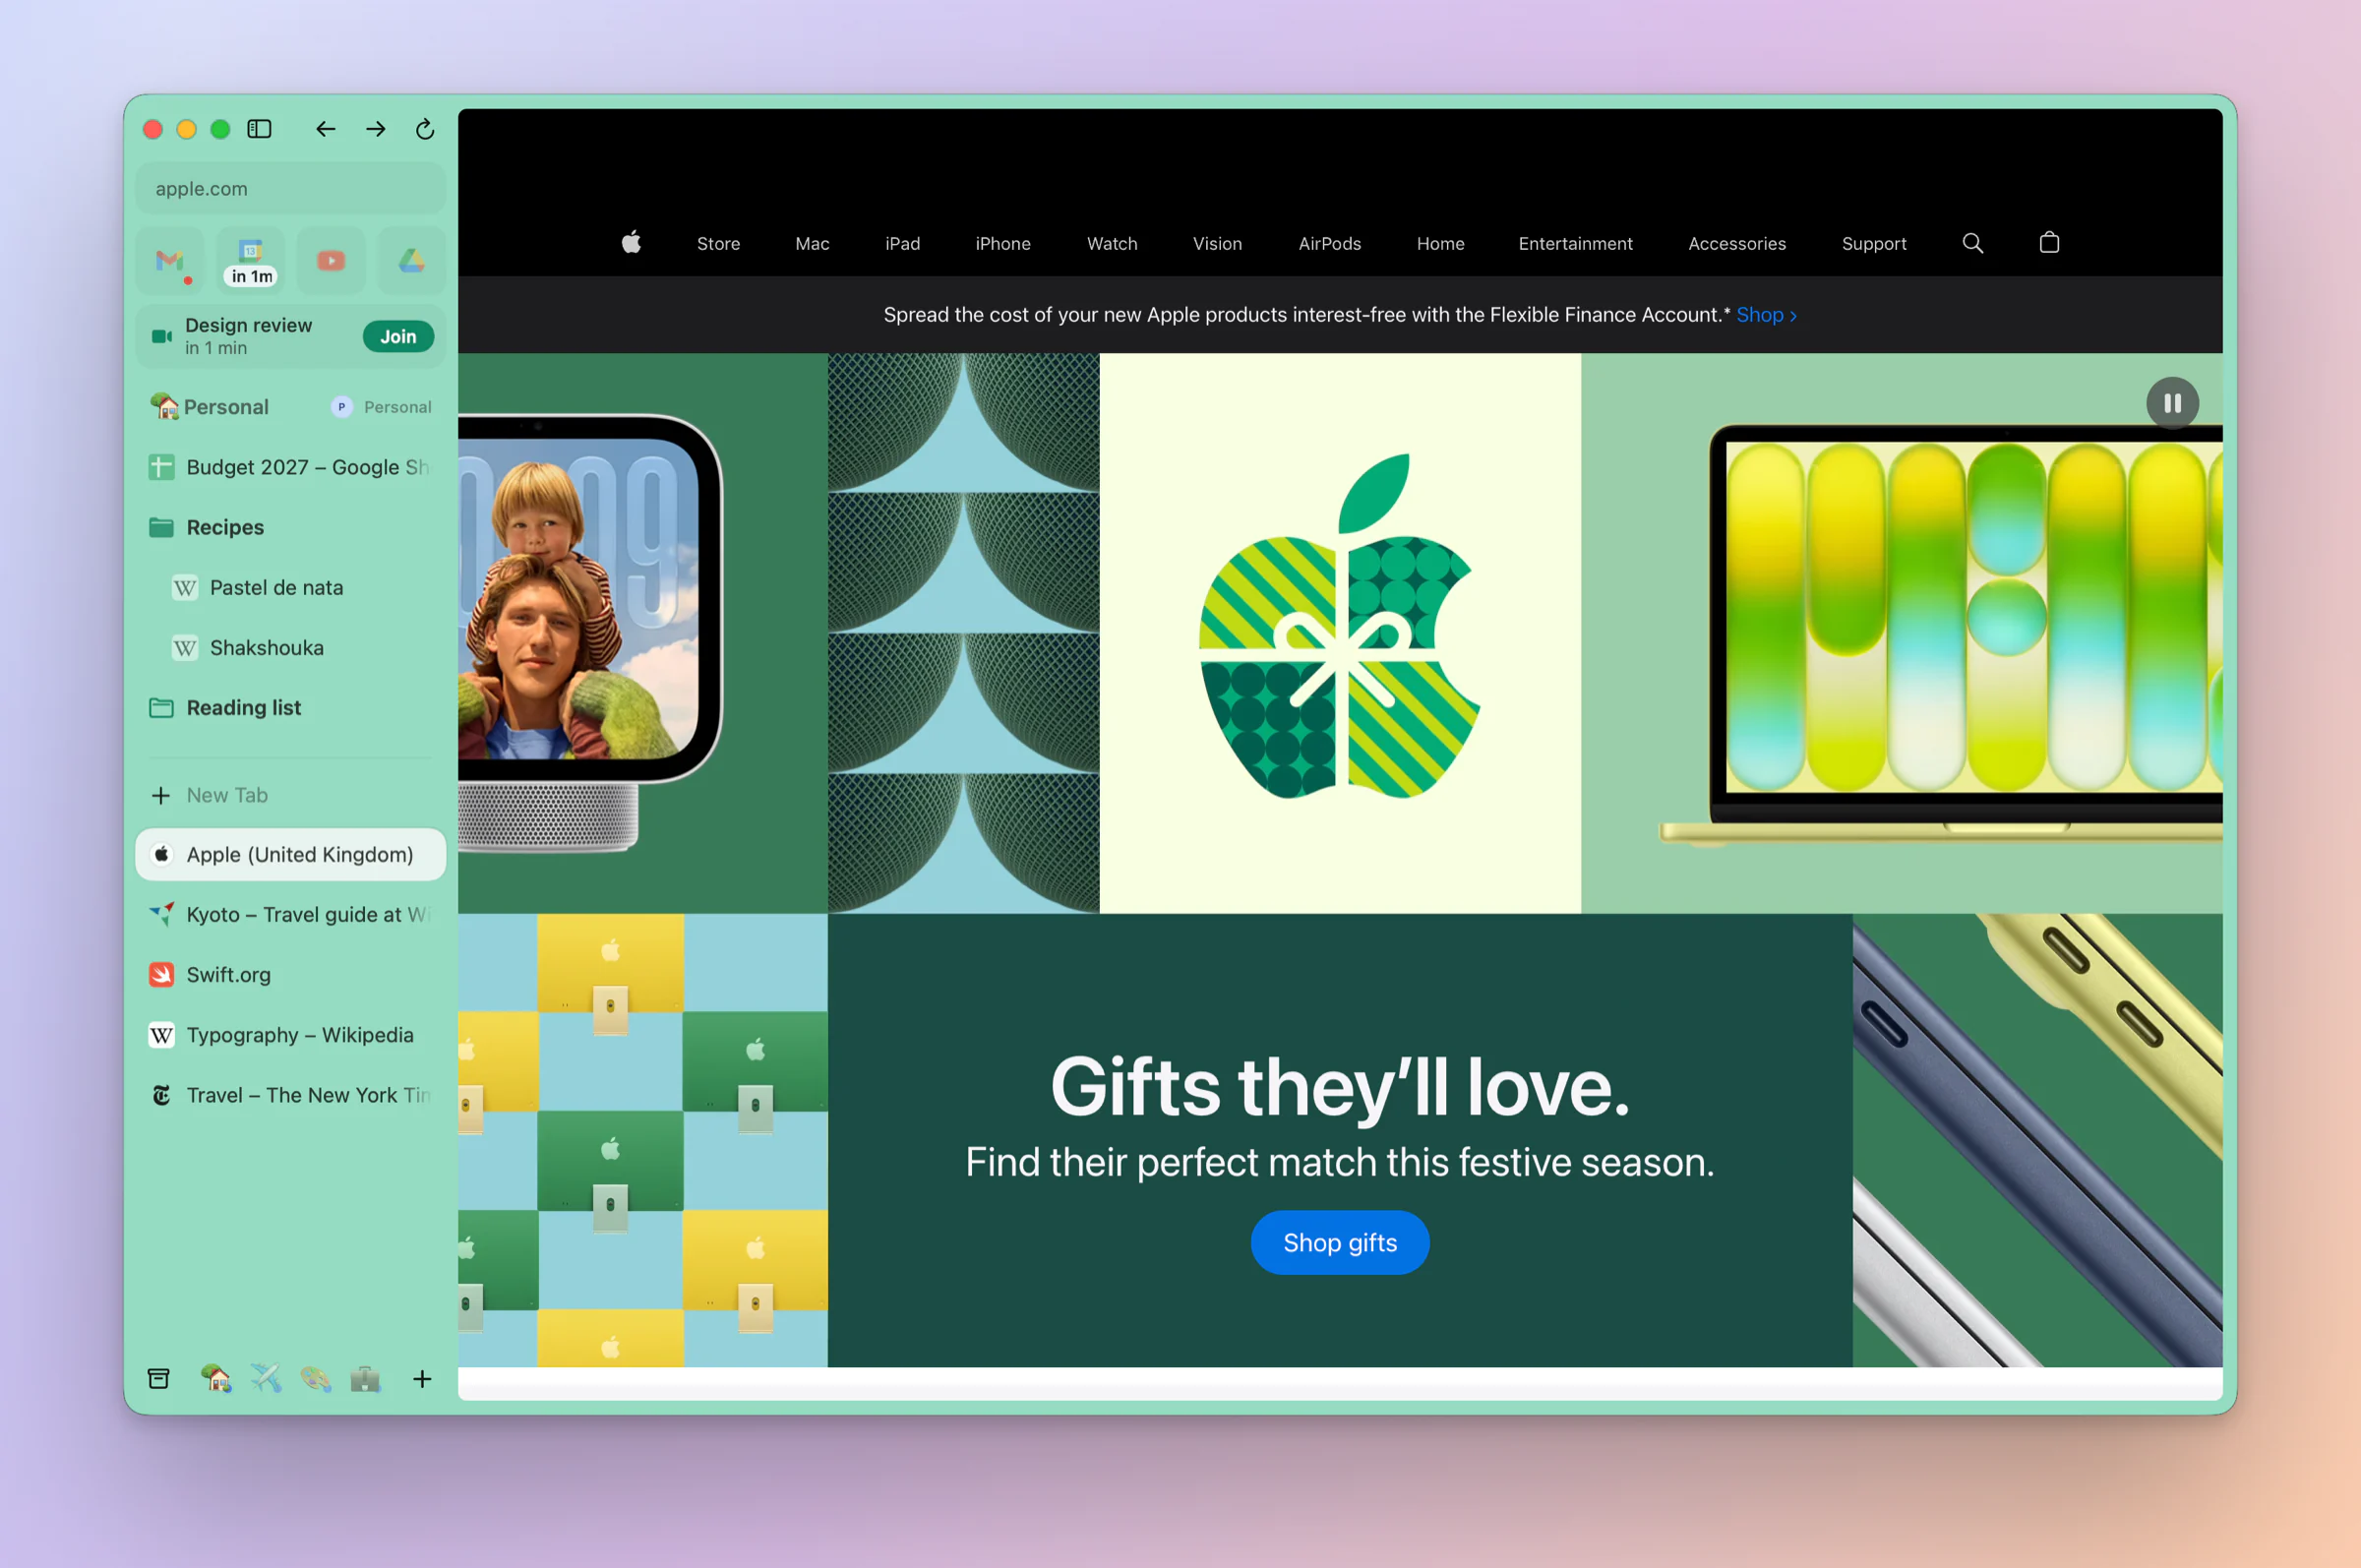 apple.com
13
in 1m
Design review
in 1 min
Join
Personal
P Personal
Budget 2027 – Google Sh
Recipes
W Pastel de nata
W Shakshouka
Reading list
New Tab
Apple (United Kingdom)
Kyoto – Travel guide at Wi
Swift.org
W Typography – Wikipedia
T Travel – The New York Tim
Store Mac iPad iPhone Watch Vision AirPods Home Entertainment Accessories Support
Spread the cost of your new Apple products interest-free with the Flexible Finance Account.* Shop ›
09
Gifts they’ll love.
Find their perfect match this festive season.
Shop gifts